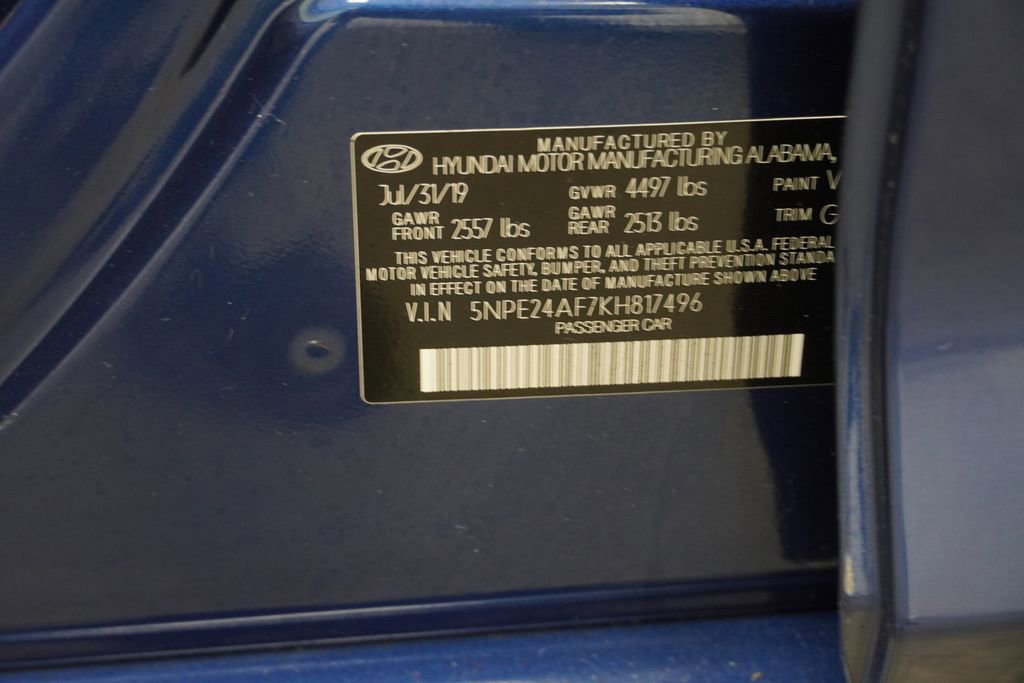 MANUFACTURED BY
HYUNDAI MOTOR MANUFACTURING ALABAMA,
Jul/31/19 GVWR 4497 lbs PAINT V
GAWR FRONT 2557 lbs GAWR REAR 2513 lbs TRIM G
THIS VEHICLE CONFORMS TO ALL APPLICABLE U.S.A. FEDERAL
MOTOR VEHICLE SAFETY, BUMPER, AND THEFT PREVENTION STANDA
IN EFFECT ON THE DATE OF MANUFACTURE SHOWN ABOVE
V.I.N 5NPE24AF7KH817496
PASSENGER CAR